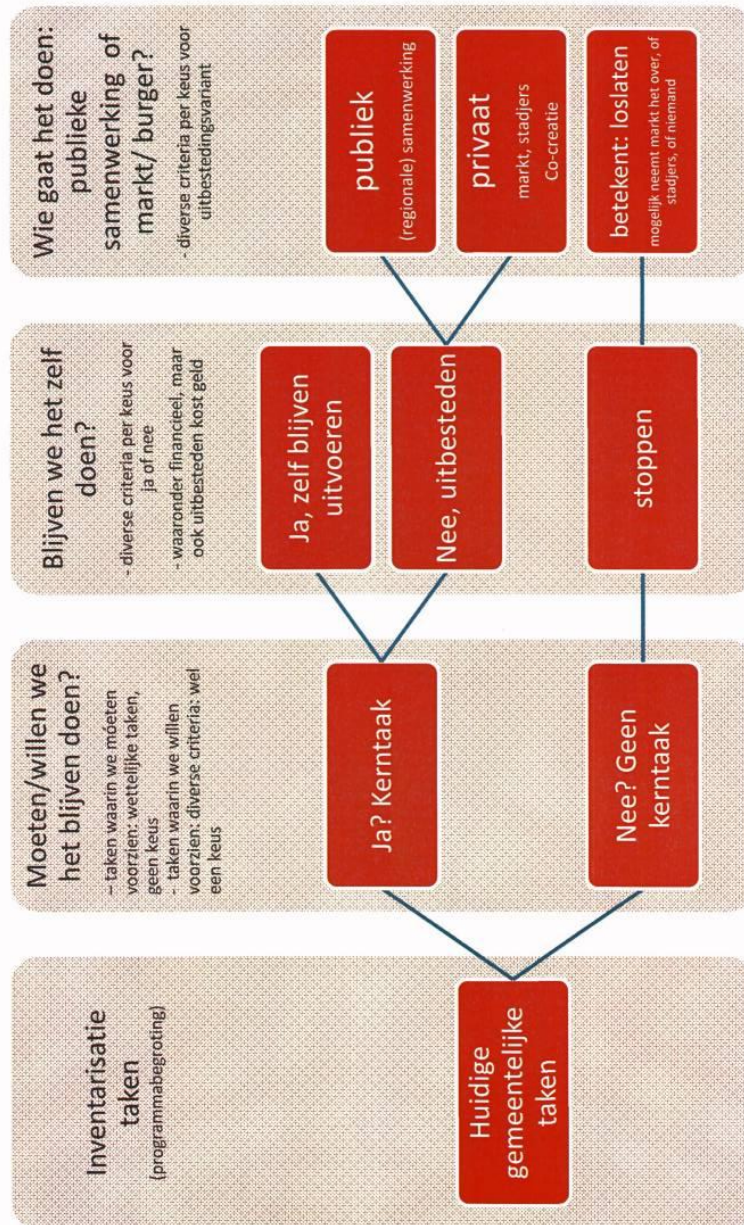 Inventarisatie
taken
(programmabegroting)
Huidige
gemeentelijke
taken
Moeten/willen we
het blijven doen?
– taken waarin we móeten
voorzien: wettelijke taken,
geen keus
- taken waarin we willen
voorzien: diverse criteria: wel
een keus
Ja? Kerntaak
Nee? Geen
kerntaak
Blijven we het zelf
doen?
- diverse criteria per keus voor
ja of nee
- waaronder financieel, maar
ook uitbesteden kost geld
Ja, zelf blijven
uitvoeren
Nee, uitbesteden
stoppen
Wie gaat het doen:
publieke
samenwerking of
markt/ burger?
- diverse criteria per keus voor
uitbestedingsvariant
publiek
(regionale) samenwerking
privaat
markt, stadjers
Co-creatie
betekent: loslaten
mogelijk neemt markt het over, of
stadjers, of niemand